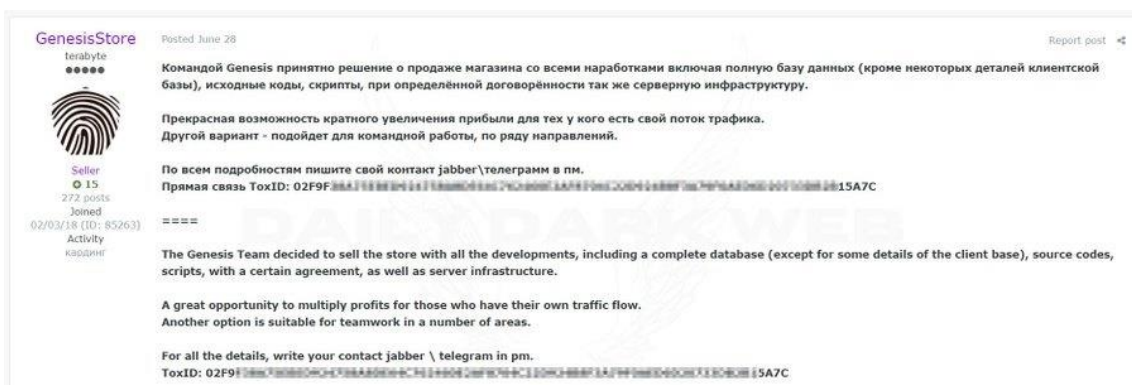 GenesisStore
terabyte
Seller
15
272 posts
Joined
02/03/18 (ID: 85263)
Activity
кардинг
Posted June 28
Report post
Командой Genesis принятно решение о продаже магазина со всеми наработками включая полную базу данных (кроме некоторых деталей клиентской
базы), исходные коды, скрипты, при определённой договорённости так же серверную инфраструктуру.
Прекрасная возможность кратного увеличения прибыли для тех у кого есть свой поток трафика.
Другой вариант - подойдет для командной работы, по ряду направлений.
По всем подробностям пишите свой контакт jabber\телеграмм в пм.
Прямая связь ToxID: 02F9F 15A7C
====
The Genesis Team decided to sell the store with all the developments, including a complete database (except for some details of the client base), source codes,
scripts, with a certain agreement, as well as server infrastructure.
A great opportunity to multiply profits for those who have their own traffic flow.
Another option is suitable for teamwork in a number of areas.
For all the details, write your contact jabber \ telegram in pm.
ToxID: 02F9 5A7C
DAILY DARK WEB